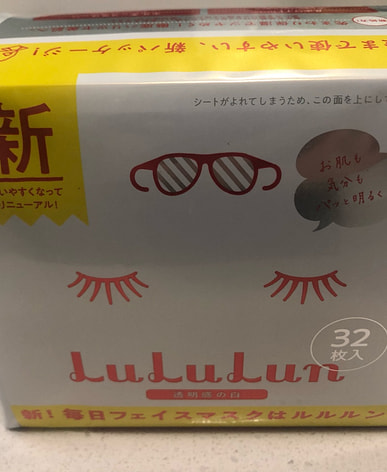 まで使いやすい、新パッケージ!
シートがよれてしまうため、この面を上にして
新
いやすくなって
リニューアル!
お肌も
気分も
パッと明るく
32
枚入
LuLuLun
透明感の白
新!毎日フェイスマスクはルルルン